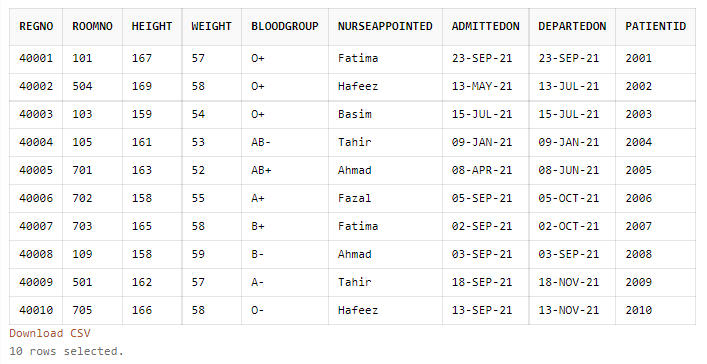 REGNO ROOMNO HEIGHT WEIGHT BLOODGROUP NURSEAPPOINTED ADMITTEDON DEPARTEDON PATIENTID
40001 101 167 57 O+ Fatima 23-SEP-21 23-SEP-21 2001
40002 504 169 58 O+ Hafeez 13-MAY-21 13-JUL-21 2002
40003 103 159 54 O+ Basim 15-JUL-21 15-JUL-21 2003
40004 105 161 53 AB- Tahir 09-JAN-21 09-JAN-21 2004
40005 701 163 52 AB+ Ahmad 08-APR-21 08-JUN-21 2005
40006 702 158 55 A+ Fazal 05-SEP-21 05-OCT-21 2006
40007 703 165 58 B+ Fatima 02-SEP-21 02-OCT-21 2007
40008 109 158 59 B- Ahmad 03-SEP-21 03-SEP-21 2008
40009 501 162 57 A- Tahir 18-SEP-21 18-NOV-21 2009
40010 705 166 58 O- Hafeez 13-SEP-21 13-NOV-21 2010
Download CSV
10 rows selected.